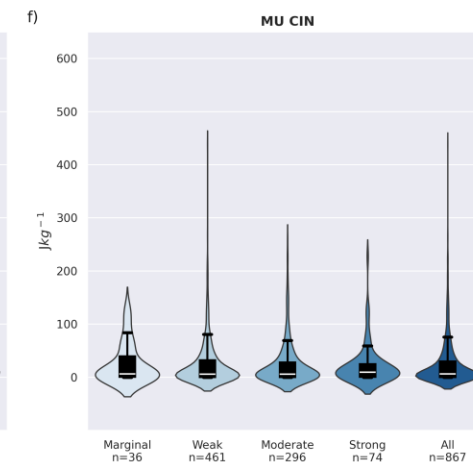 f)
MU CIN
600
500
400
300
200
100
0
Jkg⁻¹
Marginal Weak Moderate Strong All
n=36 n=461 n=296 n=74 n=867